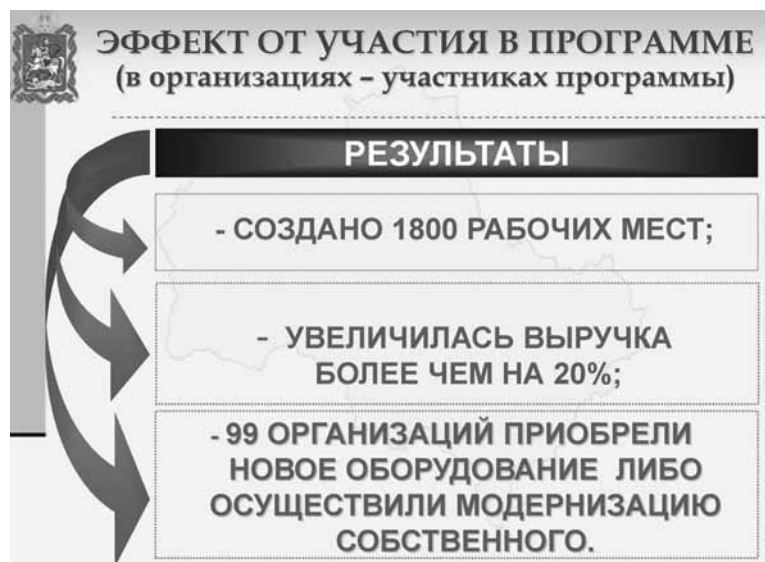 ЭФФЕКТ ОТ УЧАСТИЯ В ПРОГРАММЕ
(в организациях – участниках программы)
РЕЗУЛЬТАТЫ
- СОЗДАНО 1800 РАБОЧИХ МЕСТ;
- УВЕЛИЧИЛАСЬ ВЫРУЧКА
БОЛЕЕ ЧЕМ НА 20%;
- 99 ОРГАНИЗАЦИЙ ПРИОБРЕЛИ
НОВОЕ ОБОРУДОВАНИЕ ЛИБО
ОСУЩЕСТВИЛИ МОДЕРНИЗАЦИЮ
СОБСТВЕННОГО.